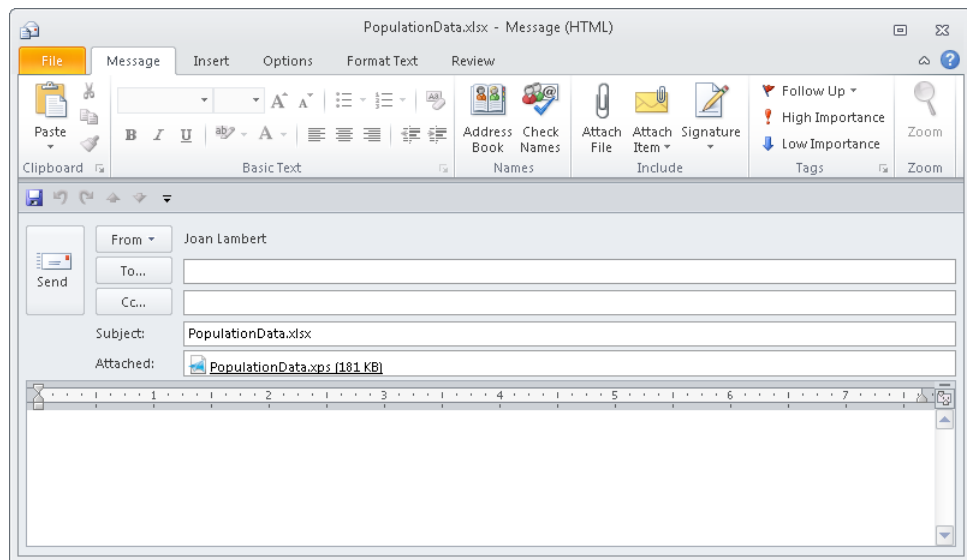 PopulationData.xlsx - Message (HTML)
File Message Insert Options Format Text Review
Paste
B I U ab A
Address Book
Check Names
Attach File
Attach Item
Signature
Follow Up
High Importance
Low Importance
Zoom
Clipboard Basic Text Names Include Tags Zoom
From Joan Lambert
Send
To...
Cc...
Subject: PopulationData.xlsx
Attached: PopulationData.xps (181 KB)
1 2 3 4 5 6 7